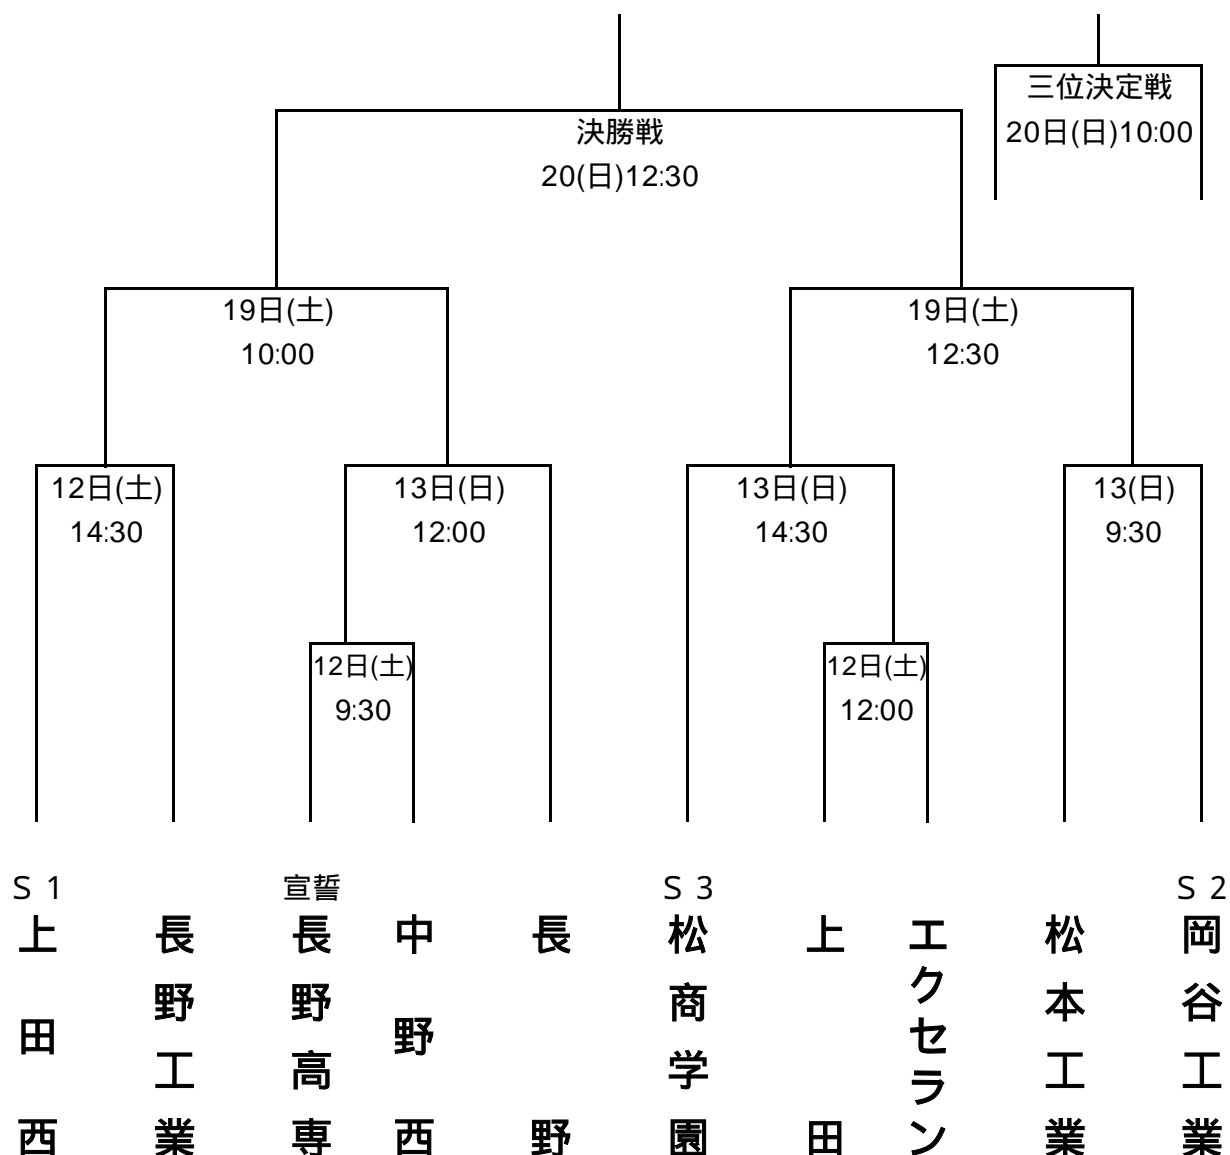 三位決定戦
20日(日)10:00
決勝戦
20(日)12:30
19日(土)
10:00
19日(土)
12:30
12日(土)
14:30
13日(日)
12:00
13日(日)
14:30
13(日)
9:30
12日(土)
9:30
12日(土)
12:00
S 1
上田西
長野工業
宣誓
長野高専
中野西
長野
S 3
松商学園
上田
エクセラン
松本工業
S 2
岡谷工業